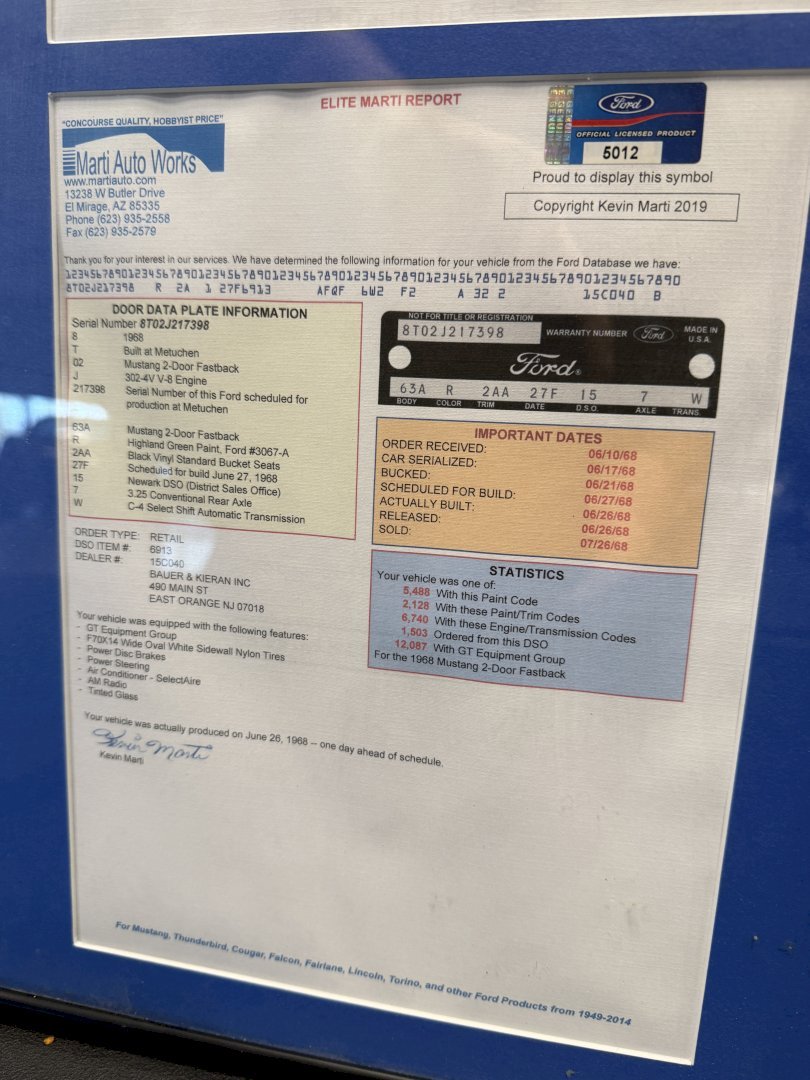 ELITE MARTI REPORT
"CONCOURSE QUALITY, HOBBYIST PRICE"
Marti Auto Works
www.martiauto.com
13238 W Butler Drive
El Mirage, AZ 85335
Phone (623) 935-2558
Fax (623) 935-2579
Ford
OFFICIAL LICENSED PRODUCT
5012
Proud to display this symbol
Copyright Kevin Marti 2019
Thank you for your interest in our services. We have determined the following information for your vehicle from the Ford Database we have:
12345678901234567890123456789012345678901234567890123456789012345678901234567890
8T02J217398 R 2A 1 27F6913 AFQF 6W2 F2 A 32 2 15C040 B
DOOR DATA PLATE INFORMATION
Serial Number 8T02J217398
8 1968
T Built at Metuchen
02 Mustang 2-Door Fastback
J 302-4V V-8 Engine
217398 Serial Number of this Ford scheduled for
production at Metuchen
63A Mustang 2-Door Fastback
R Highland Green Paint, Ford #3067-A
2AA Black Vinyl Standard Bucket Seats
27F Scheduled for build June 27, 1968
15 Newark DSO (District Sales Office)
7 3.25 Conventional Rear Axle
W C-4 Select Shift Automatic Transmission
NOT FOR TITLE OR REGISTRATION
8T02J217398 WARRANTY NUMBER Ford MADE IN
U.S.A.
Ford
63A R 2AA 27F 15 7 W
BODY COLOR TRIM DATE D.S.O. AXLE TRANS.
IMPORTANT DATES
ORDER RECEIVED: 06/10/68
CAR SERIALIZED: 06/17/68
BUCKED: 06/21/68
SCHEDULED FOR BUILD: 06/27/68
ACTUALLY BUILT: 06/26/68
RELEASED: 06/26/68
SOLD: 07/26/68
ORDER TYPE: RETAIL
DSO ITEM #: 6913
DEALER #: 15C040
BAUER & KIERAN INC
490 MAIN ST
EAST ORANGE NJ 07018
STATISTICS
Your vehicle was one of:
5,488 With this Paint Code
2,128 With these Paint/Trim Codes
6,740 With these Engine/Transmission Codes
1,503 Ordered from this DSO
12,087 With GT Equipment Group
For the 1968 Mustang 2-Door Fastback
Your vehicle was equipped with the following features:
- GT Equipment Group
- F70X14 Wide Oval White Sidewall Nylon Tires
- Power Disc Brakes
- Power Steering
- Air Conditioner - SelectAire
- AM Radio
- Tinted Glass
Your vehicle was actually produced on June 26, 1968 -- one day ahead of schedule.
Kevin Marti
Kevin Marti
For Mustang, Thunderbird, Cougar, Falcon, Fairlane, Lincoln, Torino, and other Ford Products from 1949-2014